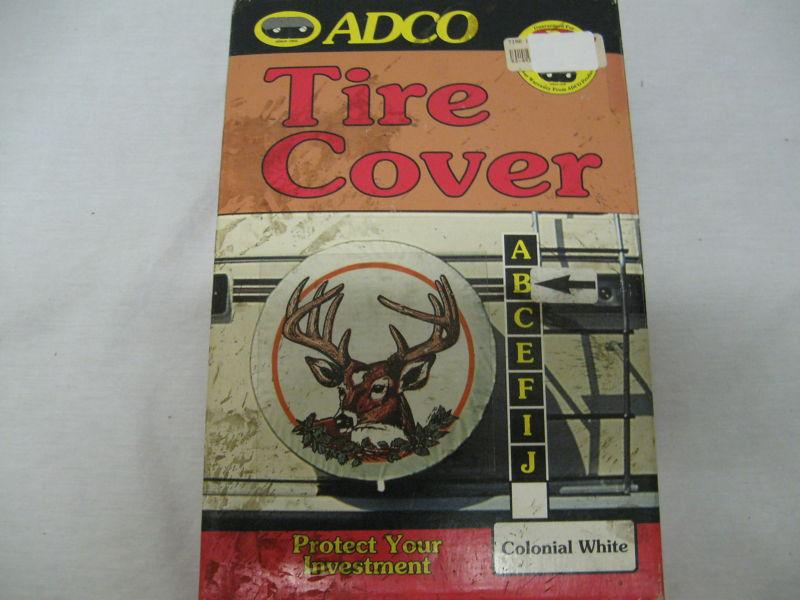 ADCO
Tire
Cover
A
B
C
E
F
I
J
Protect Your
Investment
Colonial White